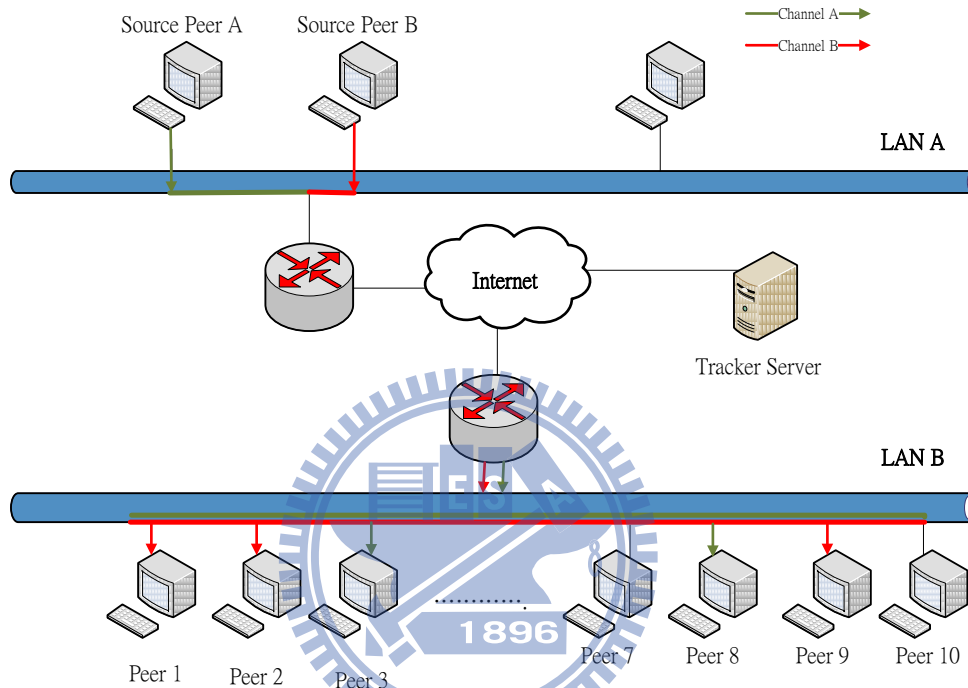 Source Peer A
Source Peer B
Channel A
Channel B
LAN A
Internet
Tracker Server
LAN B
E S A
............
1896
Peer 1
Peer 2
Peer 3
Peer 7
Peer 8
Peer 9
Peer 10